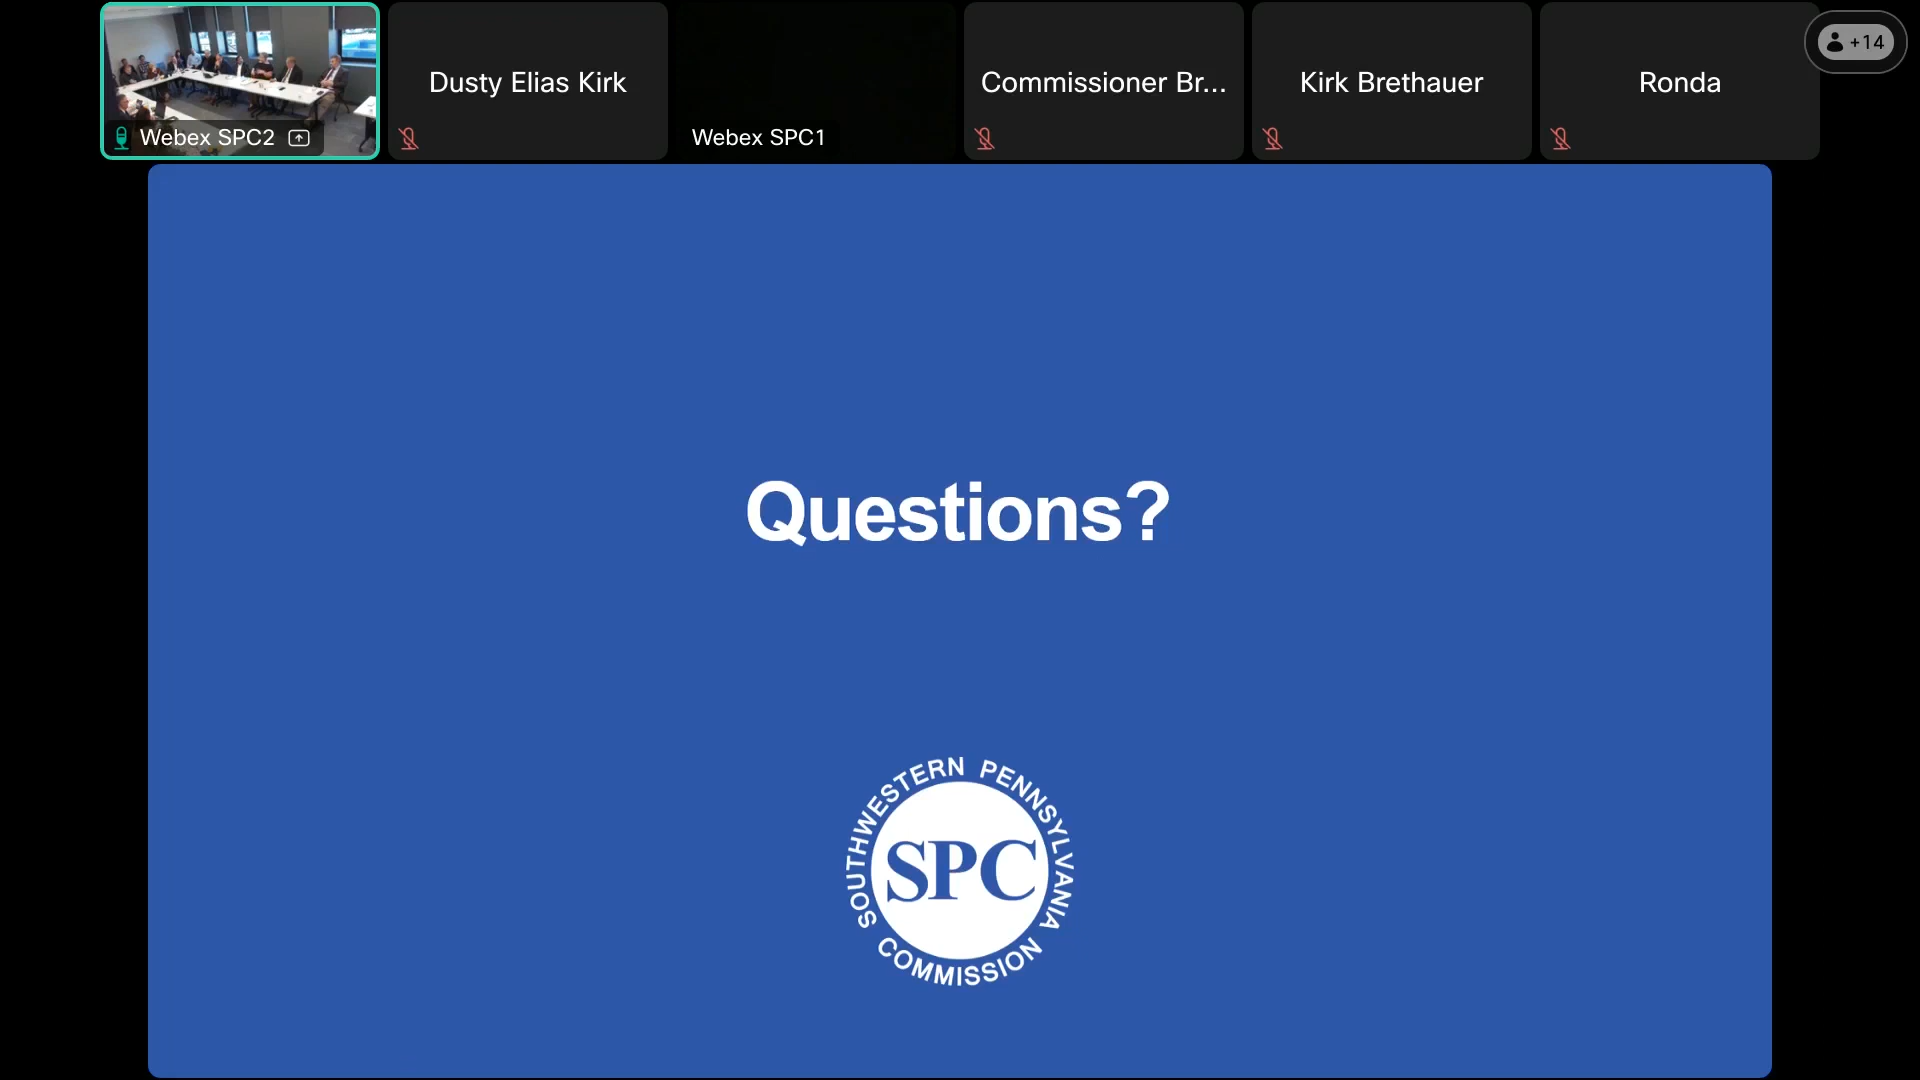 Webex SPC2
Dusty Elias Kirk
Webex SPC1
Commissioner Br...
Kirk Brethauer
Ronda
+14
Questions?
SOUTHWESTERN PENNSYLVANIA
SPC
COMMISSION